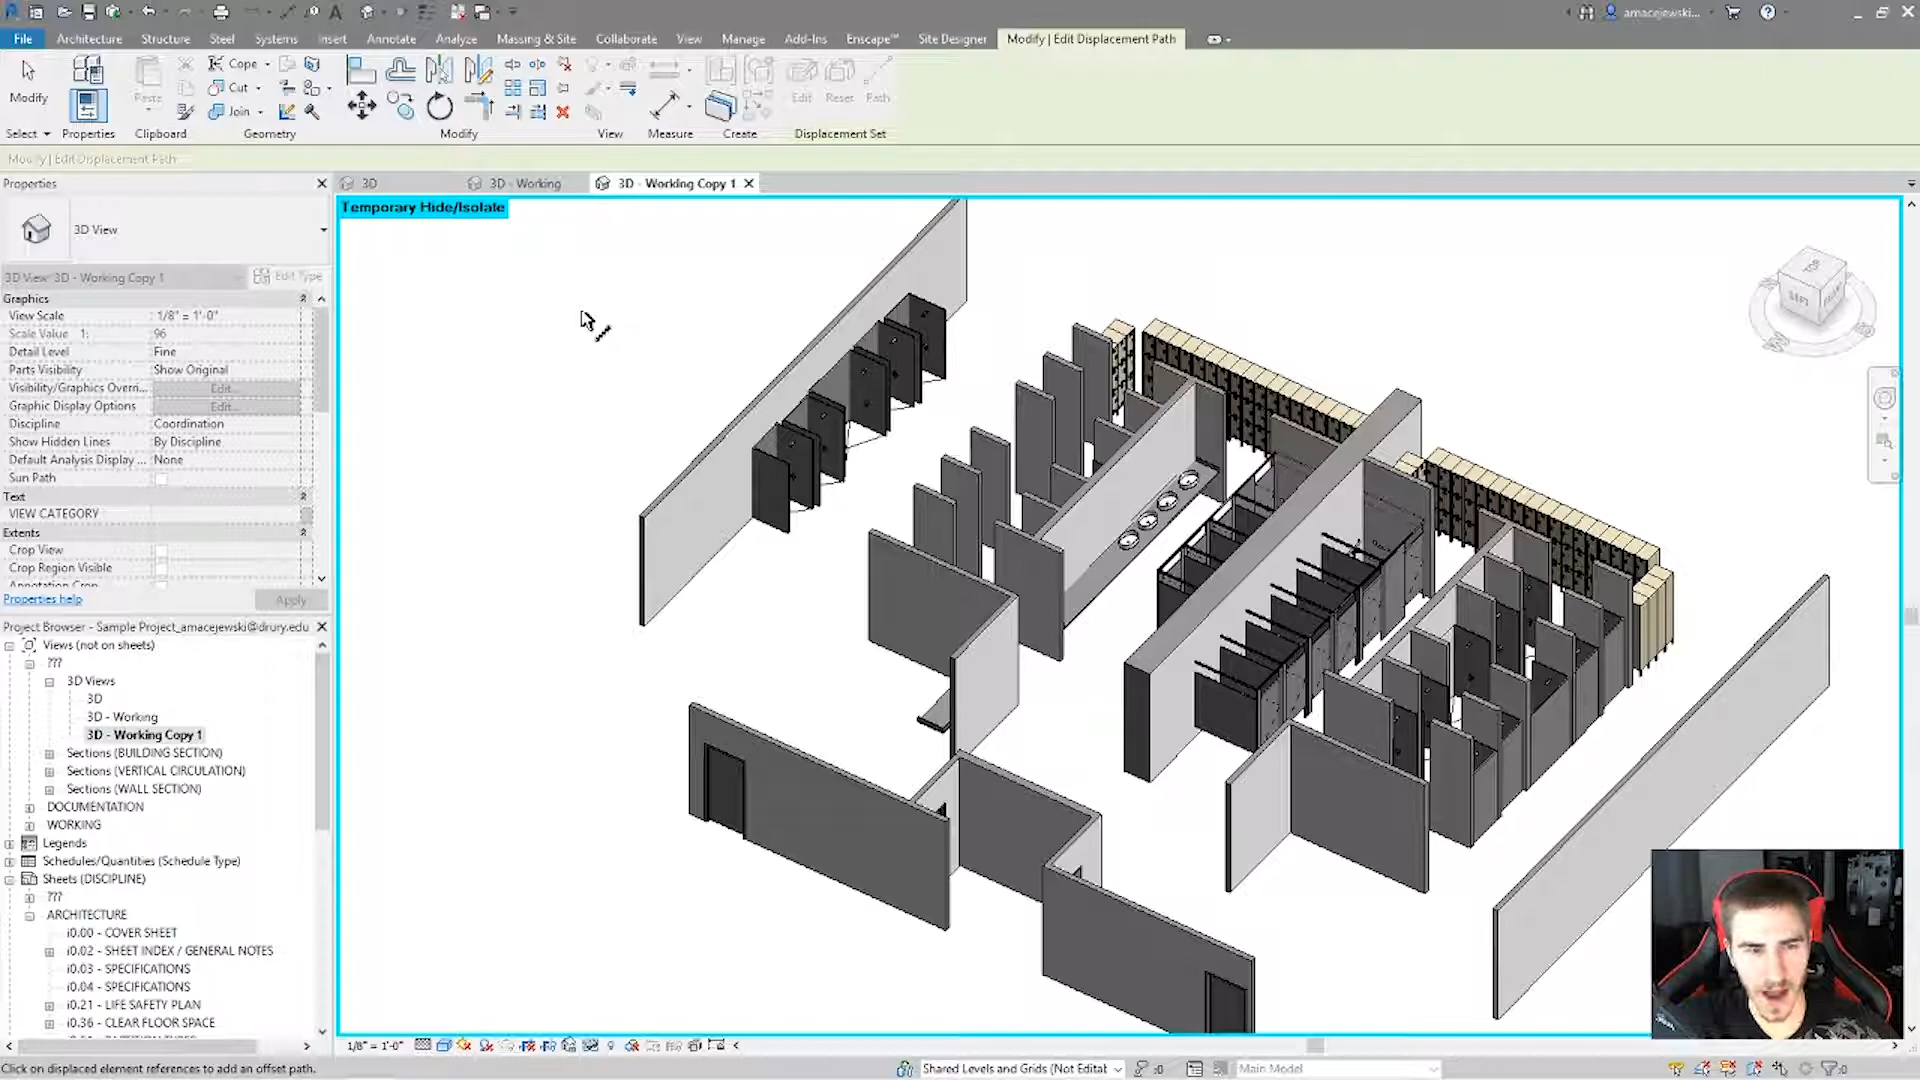 amacejewski...
File Architecture Structure Steel Systems Insert Annotate Analyze Massing & Site Collaborate View Manage Add-Ins Enscape™ Site Designer Modify | Edit Displacement Path
Modify
Paste
Cope
Cut
Join
Edit Reset Path
Select Properties Clipboard Geometry Modify View Measure Create Displacement Set
Modify | Edit Displacement Path
Properties
3D
3D - Working
3D - Working Copy 1
Temporary Hide/Isolate
3D View
3D View: 3D - Working Copy 1
Edit Type
Graphics
View Scale 1/8" = 1'-0"
Scale Value 1: 96
Detail Level Fine
Parts Visibility Show Original
Visibility/Graphics Overri... Edit...
Graphic Display Options Edit...
Discipline Coordination
Show Hidden Lines By Discipline
Default Analysis Display ... None
Sun Path
Text
VIEW CATEGORY
Extents
Crop View
Crop Region Visible
Annotation Crop
Properties help
Apply
Project Browser - Sample Project_amacejewski@drury.edu
Views (not on sheets)
???
3D Views
3D
3D - Working
3D - Working Copy 1
Sections (BUILDING SECTION)
Sections (VERTICAL CIRCULATION)
Sections (WALL SECTION)
DOCUMENTATION
WORKING
Legends
Schedules/Quantities (Schedule Type)
Sheets (DISCIPLINE)
???
ARCHITECTURE
i0.00 - COVER SHEET
i0.02 - SHEET INDEX / GENERAL NOTES
i0.03 - SPECIFICATIONS
i0.04 - SPECIFICATIONS
i0.21 - LIFE SAFETY PLAN
i0.36 - CLEAR FLOOR SPACE
TOP
LEFT
1/8" = 1'-0"
Click on displaced element references to add an offset path.
Shared Levels and Grids (Not Editat
:0
Main Model
:0